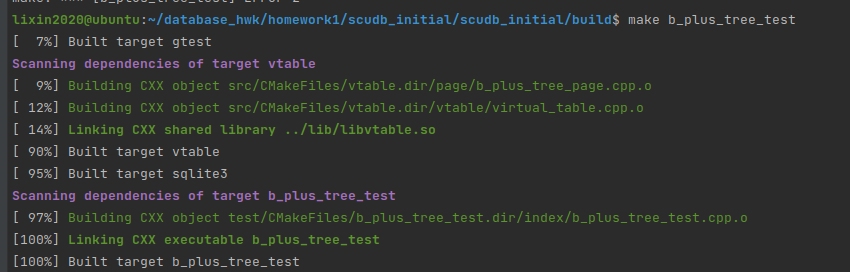 make: *** [b_plus_tree_test] Error 2
lixin2020@ubuntu:~/database_hwk/homework1/scudb_initial/scudb_initial/build$ make b_plus_tree_test
[  7%] Built target gtest
Scanning dependencies of target vtable
[  9%] Building CXX object src/CMakeFiles/vtable.dir/page/b_plus_tree_page.cpp.o
[ 12%] Building CXX object src/CMakeFiles/vtable.dir/vtable/virtual_table.cpp.o
[ 14%] Linking CXX shared library ../lib/libvtable.so
[ 90%] Built target vtable
[ 95%] Built target sqlite3
Scanning dependencies of target b_plus_tree_test
[ 97%] Building CXX object test/CMakeFiles/b_plus_tree_test.dir/index/b_plus_tree_test.cpp.o
[100%] Linking CXX executable b_plus_tree_test
[100%] Built target b_plus_tree_test